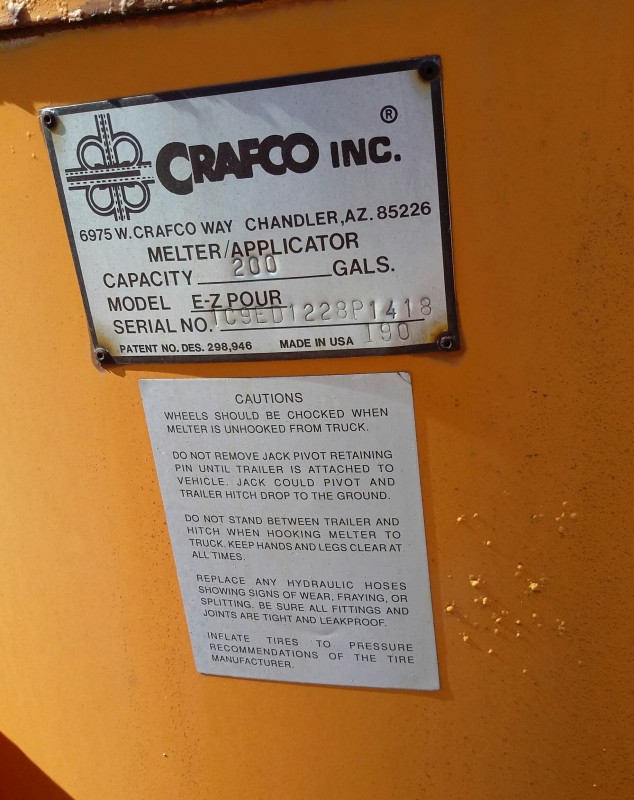 CRAFCO INC. ®
6975 W. CRAFCO WAY CHANDLER, AZ. 85226
MELTER/APPLICATOR
CAPACITY 200 GALS.
MODEL E-Z POUR
SERIAL NO. 1C9ED1228P1418
190
PATENT NO. DES. 298,946 MADE IN USA
CAUTIONS
WHEELS SHOULD BE CHOCKED WHEN
MELTER IS UNHOOKED FROM TRUCK.
DO NOT REMOVE JACK PIVOT RETAINING
PIN UNTIL TRAILER IS ATTACHED TO
VEHICLE. JACK COULD PIVOT AND
TRAILER HITCH DROP TO THE GROUND.
DO NOT STAND BETWEEN TRAILER AND
HITCH WHEN HOOKING MELTER TO
TRUCK. KEEP HANDS AND LEGS CLEAR AT
ALL TIMES.
REPLACE ANY HYDRAULIC HOSES
SHOWING SIGNS OF WEAR, FRAYING, OR
SPLITTING. BE SURE ALL FITTINGS AND
JOINTS ARE TIGHT AND LEAKPROOF.
INFLATE TIRES TO PRESSURE
RECOMMENDATIONS OF THE TIRE
MANUFACTURER.